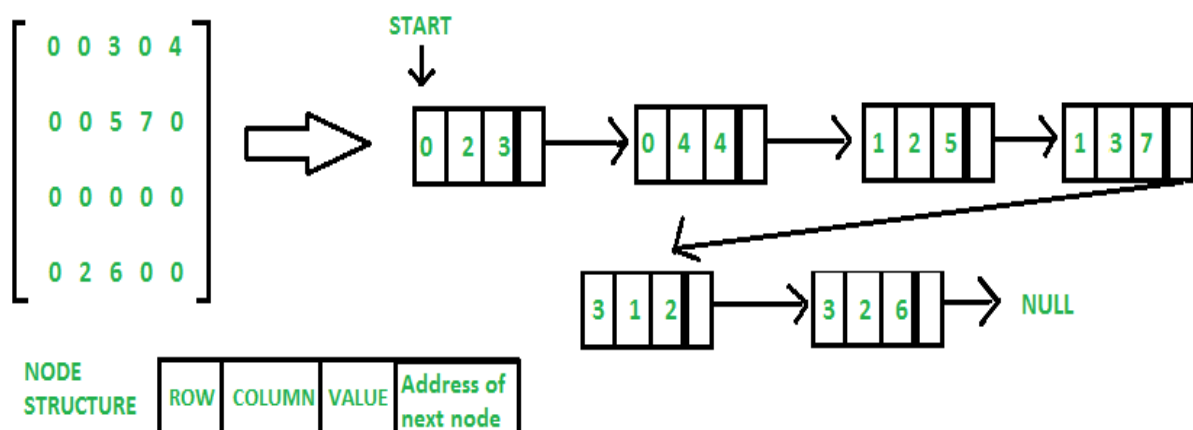 0 0 3 0 4
0 0 5 7 0
0 0 0 0 0
0 2 6 0 0
START
0 2 3
0 4 4
1 2 5
1 3 7
3 1 2
3 2 6
NULL
NODE
STRUCTURE
ROW
COLUMN
VALUE
Address of
next node